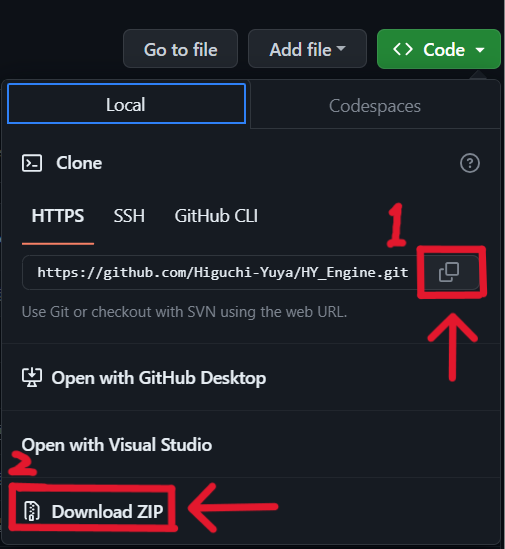 Go to file
Add file
Code
Local
Codespaces
Clone
HTTPS
SSH
GitHub CLI
1
https://github.com/Higuchi-Yuya/HY_Engine.git
Use Git or checkout with SVN using the web URL.
Open with GitHub Desktop
Open with Visual Studio
2
Download ZIP